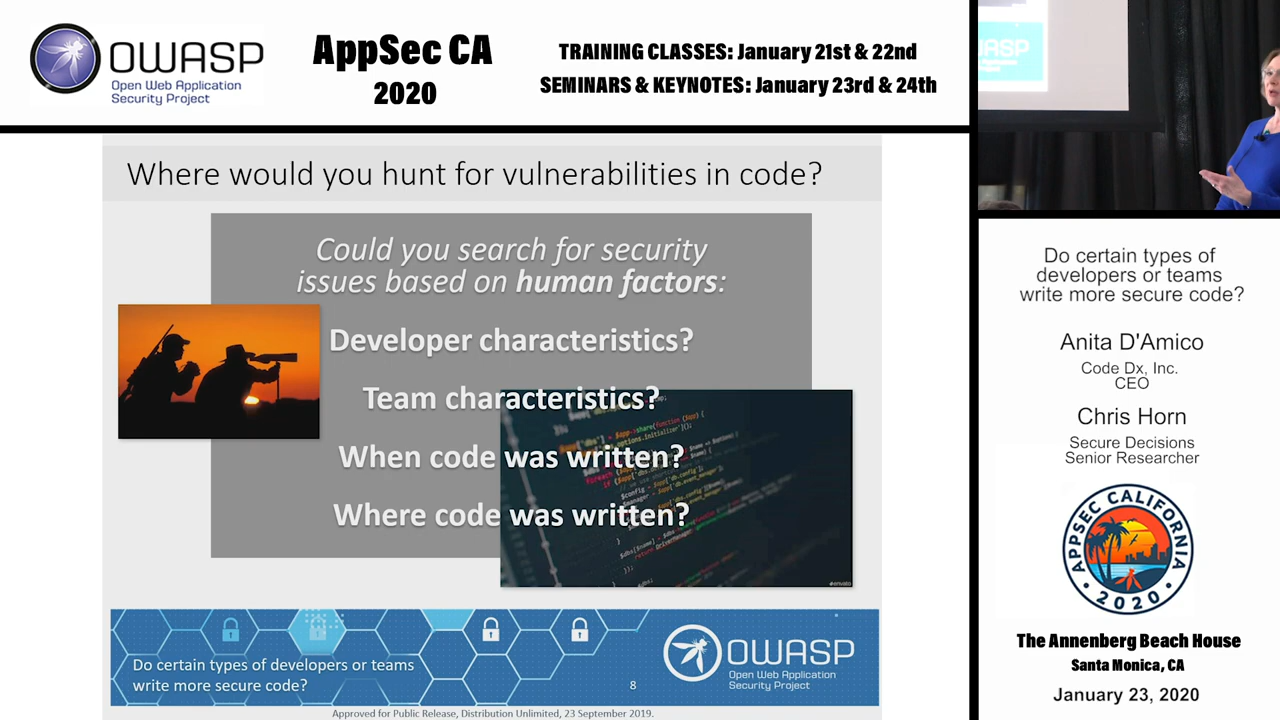 OWASP
Open Web Application
Security Project
AppSec CA
2020
TRAINING CLASSES: January 21st & 22nd
SEMINARS & KEYNOTES: January 23rd & 24th
Where would you hunt for vulnerabilities in code?
Could you search for security
issues based on human factors:
Developer characteristics?
Team characteristics?
When code was written?
Where code was written?
Do certain types of developers or teams
write more secure code?
8
OWASP
Open Web Application
Security Project
Approved for Public Release, Distribution Unlimited, 23 September 2019.
Do certain types of
developers or teams
write more secure code?
Anita D'Amico
Code Dx, Inc.
CEO
Chris Horn
Secure Decisions
Senior Researcher
APPSEC CALIFORNIA
• 2020 •
The Annenberg Beach House
Santa Monica, CA
January 23, 2020